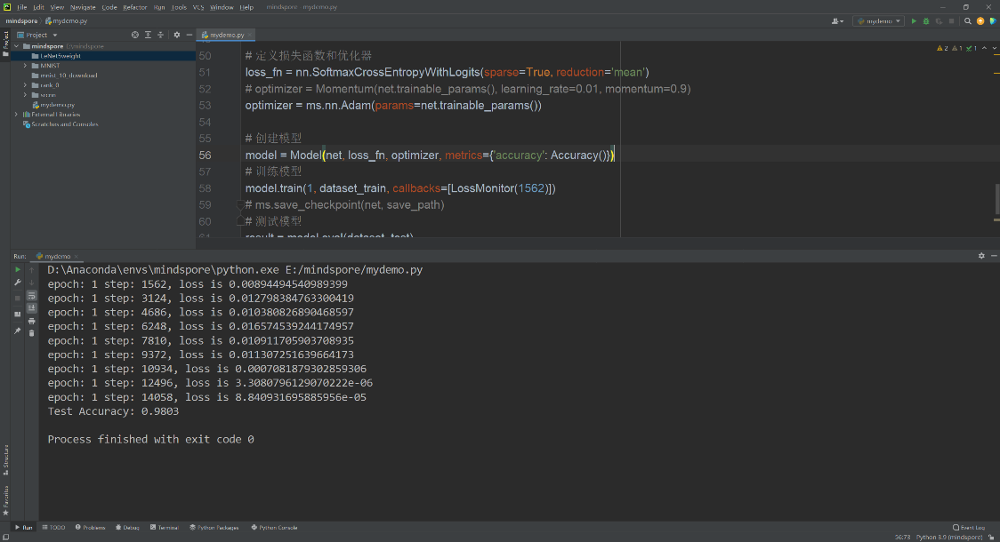 File Edit View Navigate Code Refactor Run Tools VCS Window Help mindspore - mydemo.py
mindspore mydemo.py
mydemo
Project
Project
mydemo.py
mindspore E:\mindspore
LeNet5weight
MNIST
mnist_10_download
rank_0
srcnn
mydemo.py
External Libraries
Scratches and Consoles
2 1 1
50 # 定义损失函数和优化器
51 loss_fn = nn.SoftmaxCrossEntropyWithLogits(sparse=True, reduction='mean')
52 # optimizer = Momentum(net.trainable_params(), learning_rate=0.01, momentum=0.9)
53 optimizer = ms.nn.Adam(params=net.trainable_params())
54
55 # 创建模型
56 model = Model(net, loss_fn, optimizer, metrics={'accuracy': Accuracy()})
57 # 训练模型
58 model.train(1, dataset_train, callbacks=[LossMonitor(1562)])
59 # ms.save_checkpoint(net, save_path)
60 # 测试模型
61 result = model.eval(dataset_test)
Run: mydemo
D:\Anaconda\envs\mindspore\python.exe E:/mindspore/mydemo.py
epoch: 1 step: 1562, loss is 0.00894494540989399
epoch: 1 step: 3124, loss is 0.012798384763300419
epoch: 1 step: 4686, loss is 0.010380826890468597
epoch: 1 step: 6248, loss is 0.016574539244174957
epoch: 1 step: 7810, loss is 0.010911705903708935
epoch: 1 step: 9372, loss is 0.011307251639664173
epoch: 1 step: 10934, loss is 0.0007081879302859306
epoch: 1 step: 12496, loss is 3.3080796129070222e-06
epoch: 1 step: 14058, loss is 8.840931695885956e-05
Test Accuracy: 0.9803
Process finished with exit code 0
Structure
Favorites
Run TODO Problems Debug Terminal Python Packages Python Console Event Log
56:73 Python 3.9 (mindspore)